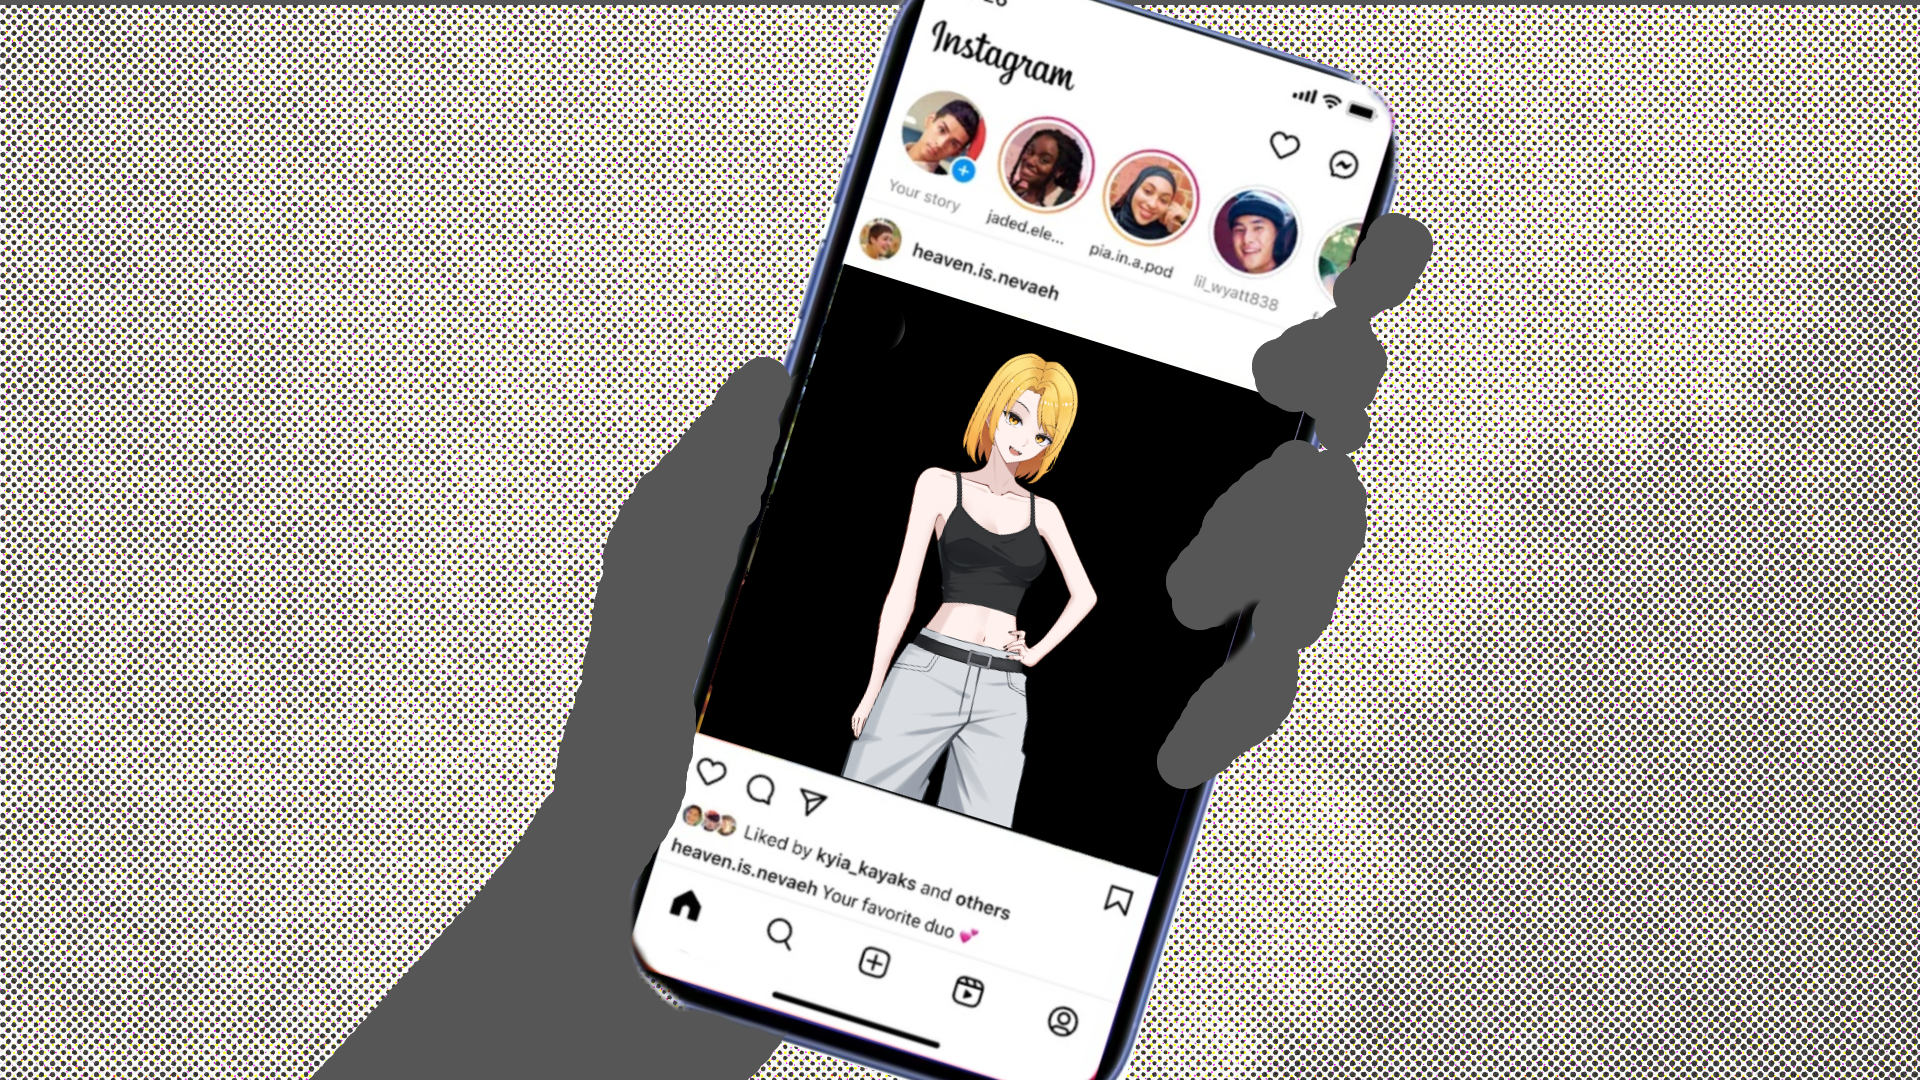 Instagram
Your story
jaded.ele...
pia.in.a.pod
lil_wyatt838
heaven.is.nevaeh
Liked by kyia_kayaks and others
heaven.is.nevaeh Your favorite duo 💕